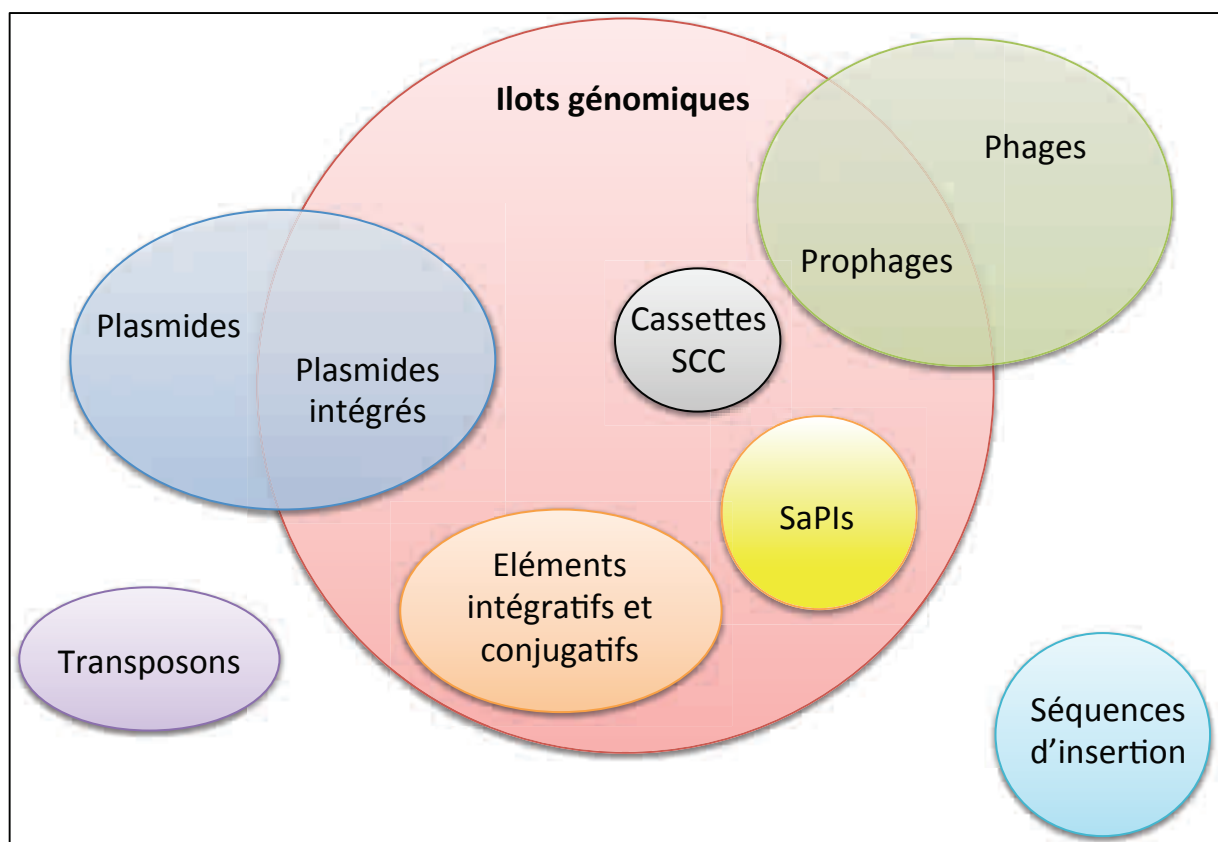 Ilots génomiques
Phages
Prophages
Plasmides
Plasmides
intégrés
Cassettes
SCC
SaPIs
Eléments
intégratifs et
conjugatifs
Transposons
Séquences
d’insertion